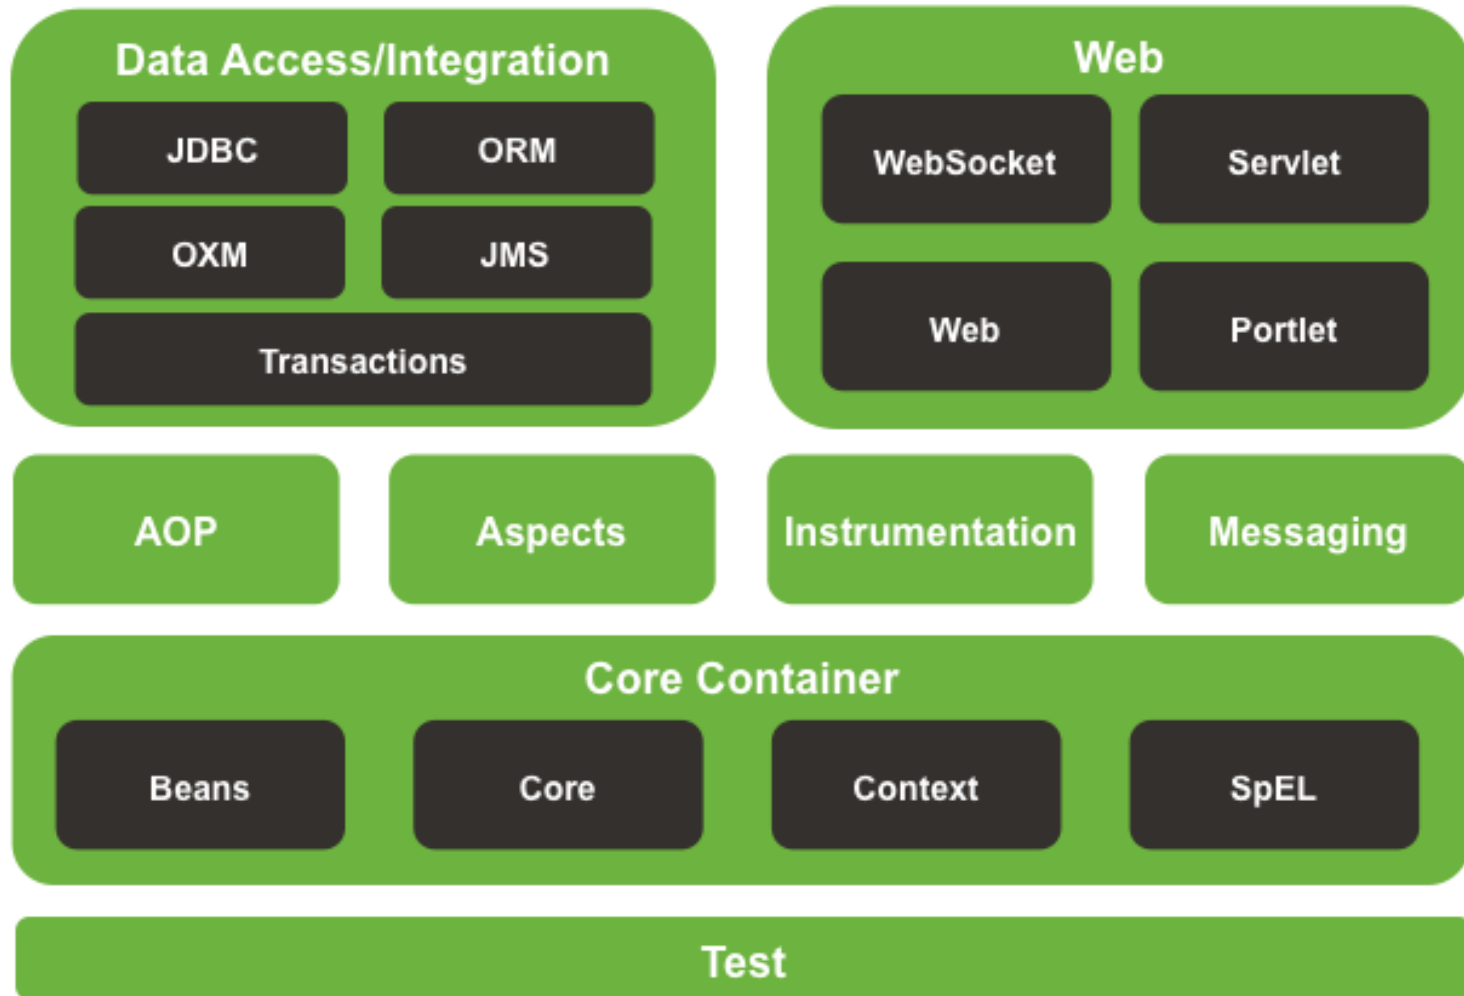 Data Access/Integration
JDBC
ORM
OXM
JMS
Transactions
Web
WebSocket
Servlet
Web
Portlet
AOP
Aspects
Instrumentation
Messaging
Core Container
Beans
Core
Context
SpEL
Test